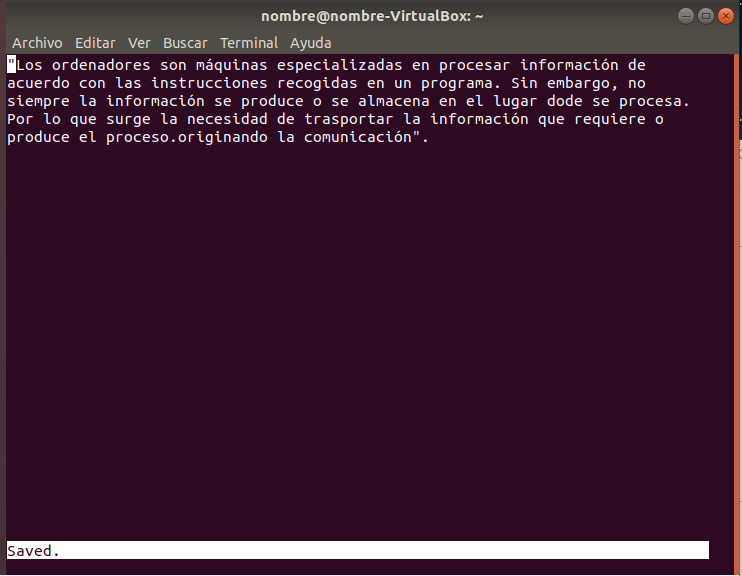 nombre@nombre-VirtualBox: ~
Archivo Editar Ver Buscar Terminal Ayuda
"Los ordenadores son máquinas especializadas en procesar información de
acuerdo con las instrucciones recogidas en un programa. Sin embargo, no
siempre la información se produce o se almacena en el lugar dode se procesa.
Por lo que surge la necesidad de trasportar la información que requiere o
produce el proceso.originando la comunicación".
Saved.